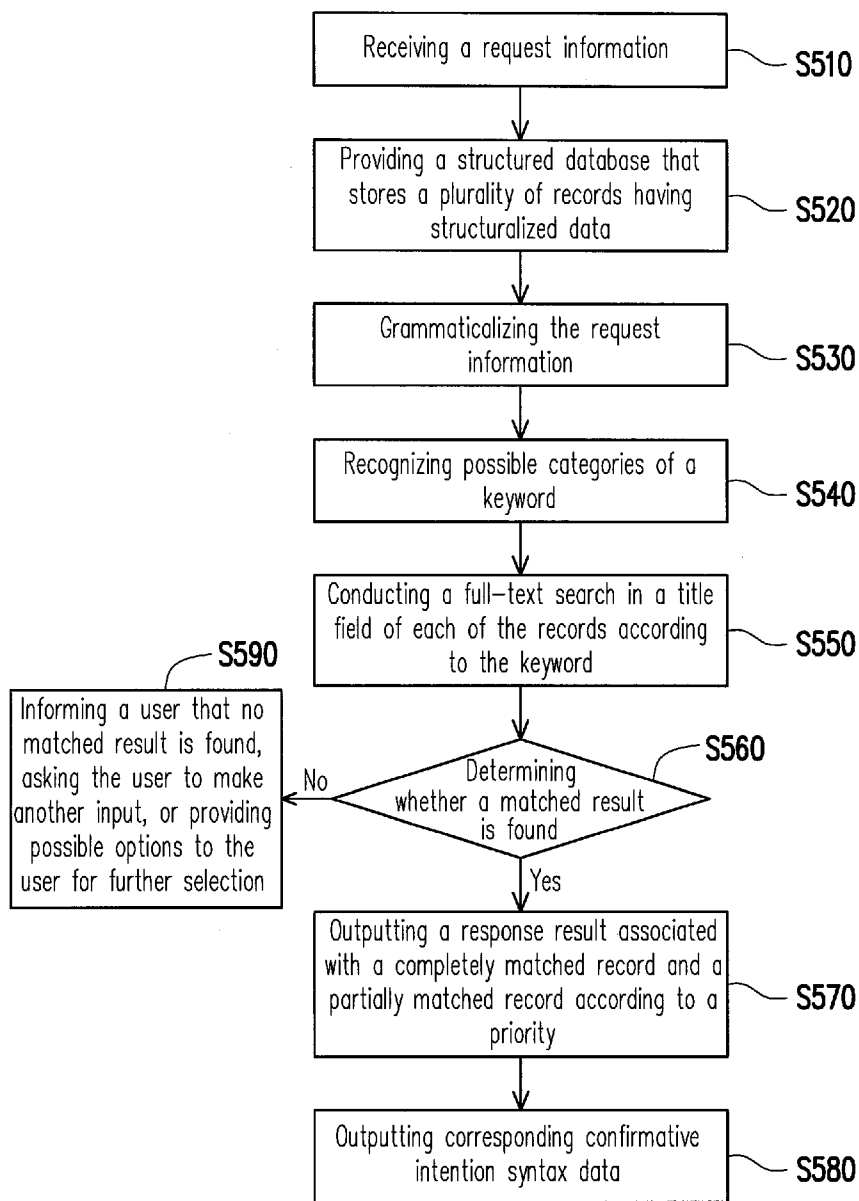 Receiving a request information
S510
Providing a structured database that
stores a plurality of records having
structuralized data
S520
Grammaticalizing the request
information
S530
Recognizing possible categories of a
keyword
S540
Conducting a full-text search in a title
field of each of the records according
to the keyword
S550
S590
Informing a user that no
matched result is found,
asking the user to make
another input, or providing
possible options to the
user for further selection
No
Determining
whether a matched result
is found
S560
Yes
Outputting a response result associated
with a completely matched record and a
partially matched record according to a
priority
S570
Outputting corresponding confirmative
intention syntax data
S580